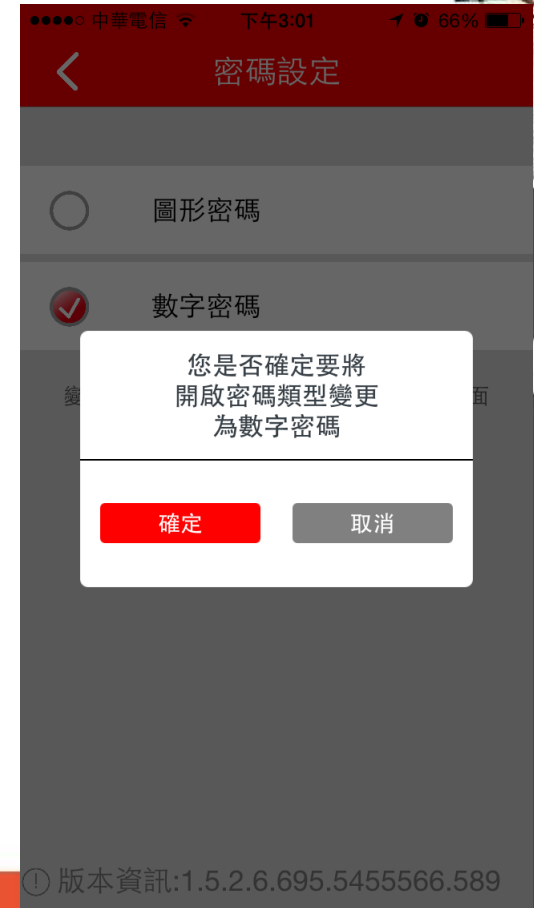 中華電信 下午3:01 66%
密碼設定
圖形密碼
數字密碼
您是否確定要將
開啟密碼類型變更
為數字密碼
變 面
確定 取消
版本資訊:1.5.2.6.695.5455566.589